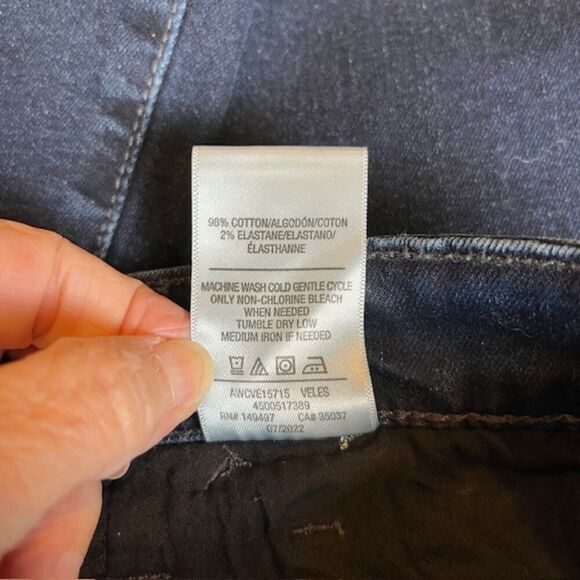 98% COTTON/ALGODÓN/COTON
2% ELASTANE/ELASTANO/
ÉLASTHANNE
MACHINE WASH COLD GENTLE CYCLE
ONLY NON-CHLORINE BLEACH
WHEN NEEDED
TUMBLE DRY LOW
MEDIUM IRON IF NEEDED
AWCVE15715 VELES
4500517389
RN# 149497 CA# 35037
07/2022